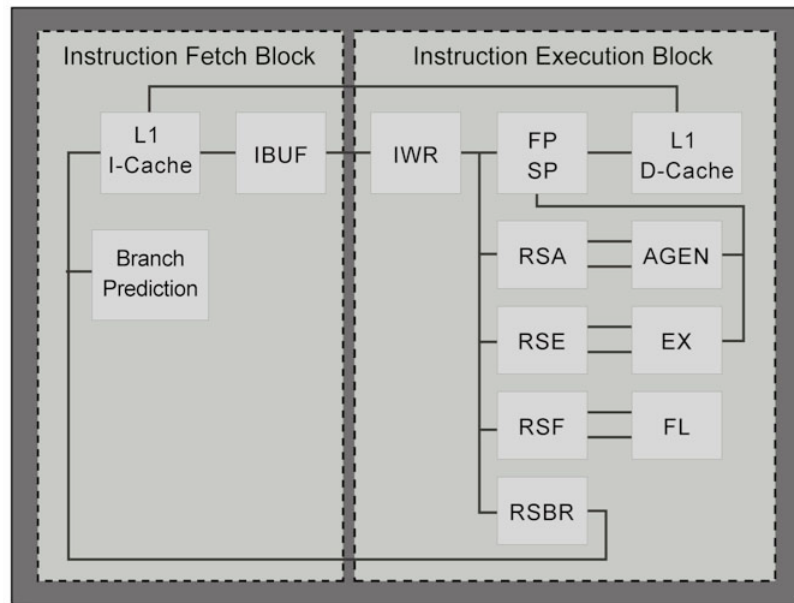 Instruction Fetch Block
Instruction Execution Block
L1
I-Cache
IBUF
IWR
FP
SP
L1
D-Cache
Branch
Prediction
RSA
AGEN
RSE
EX
RSF
FL
RSBR